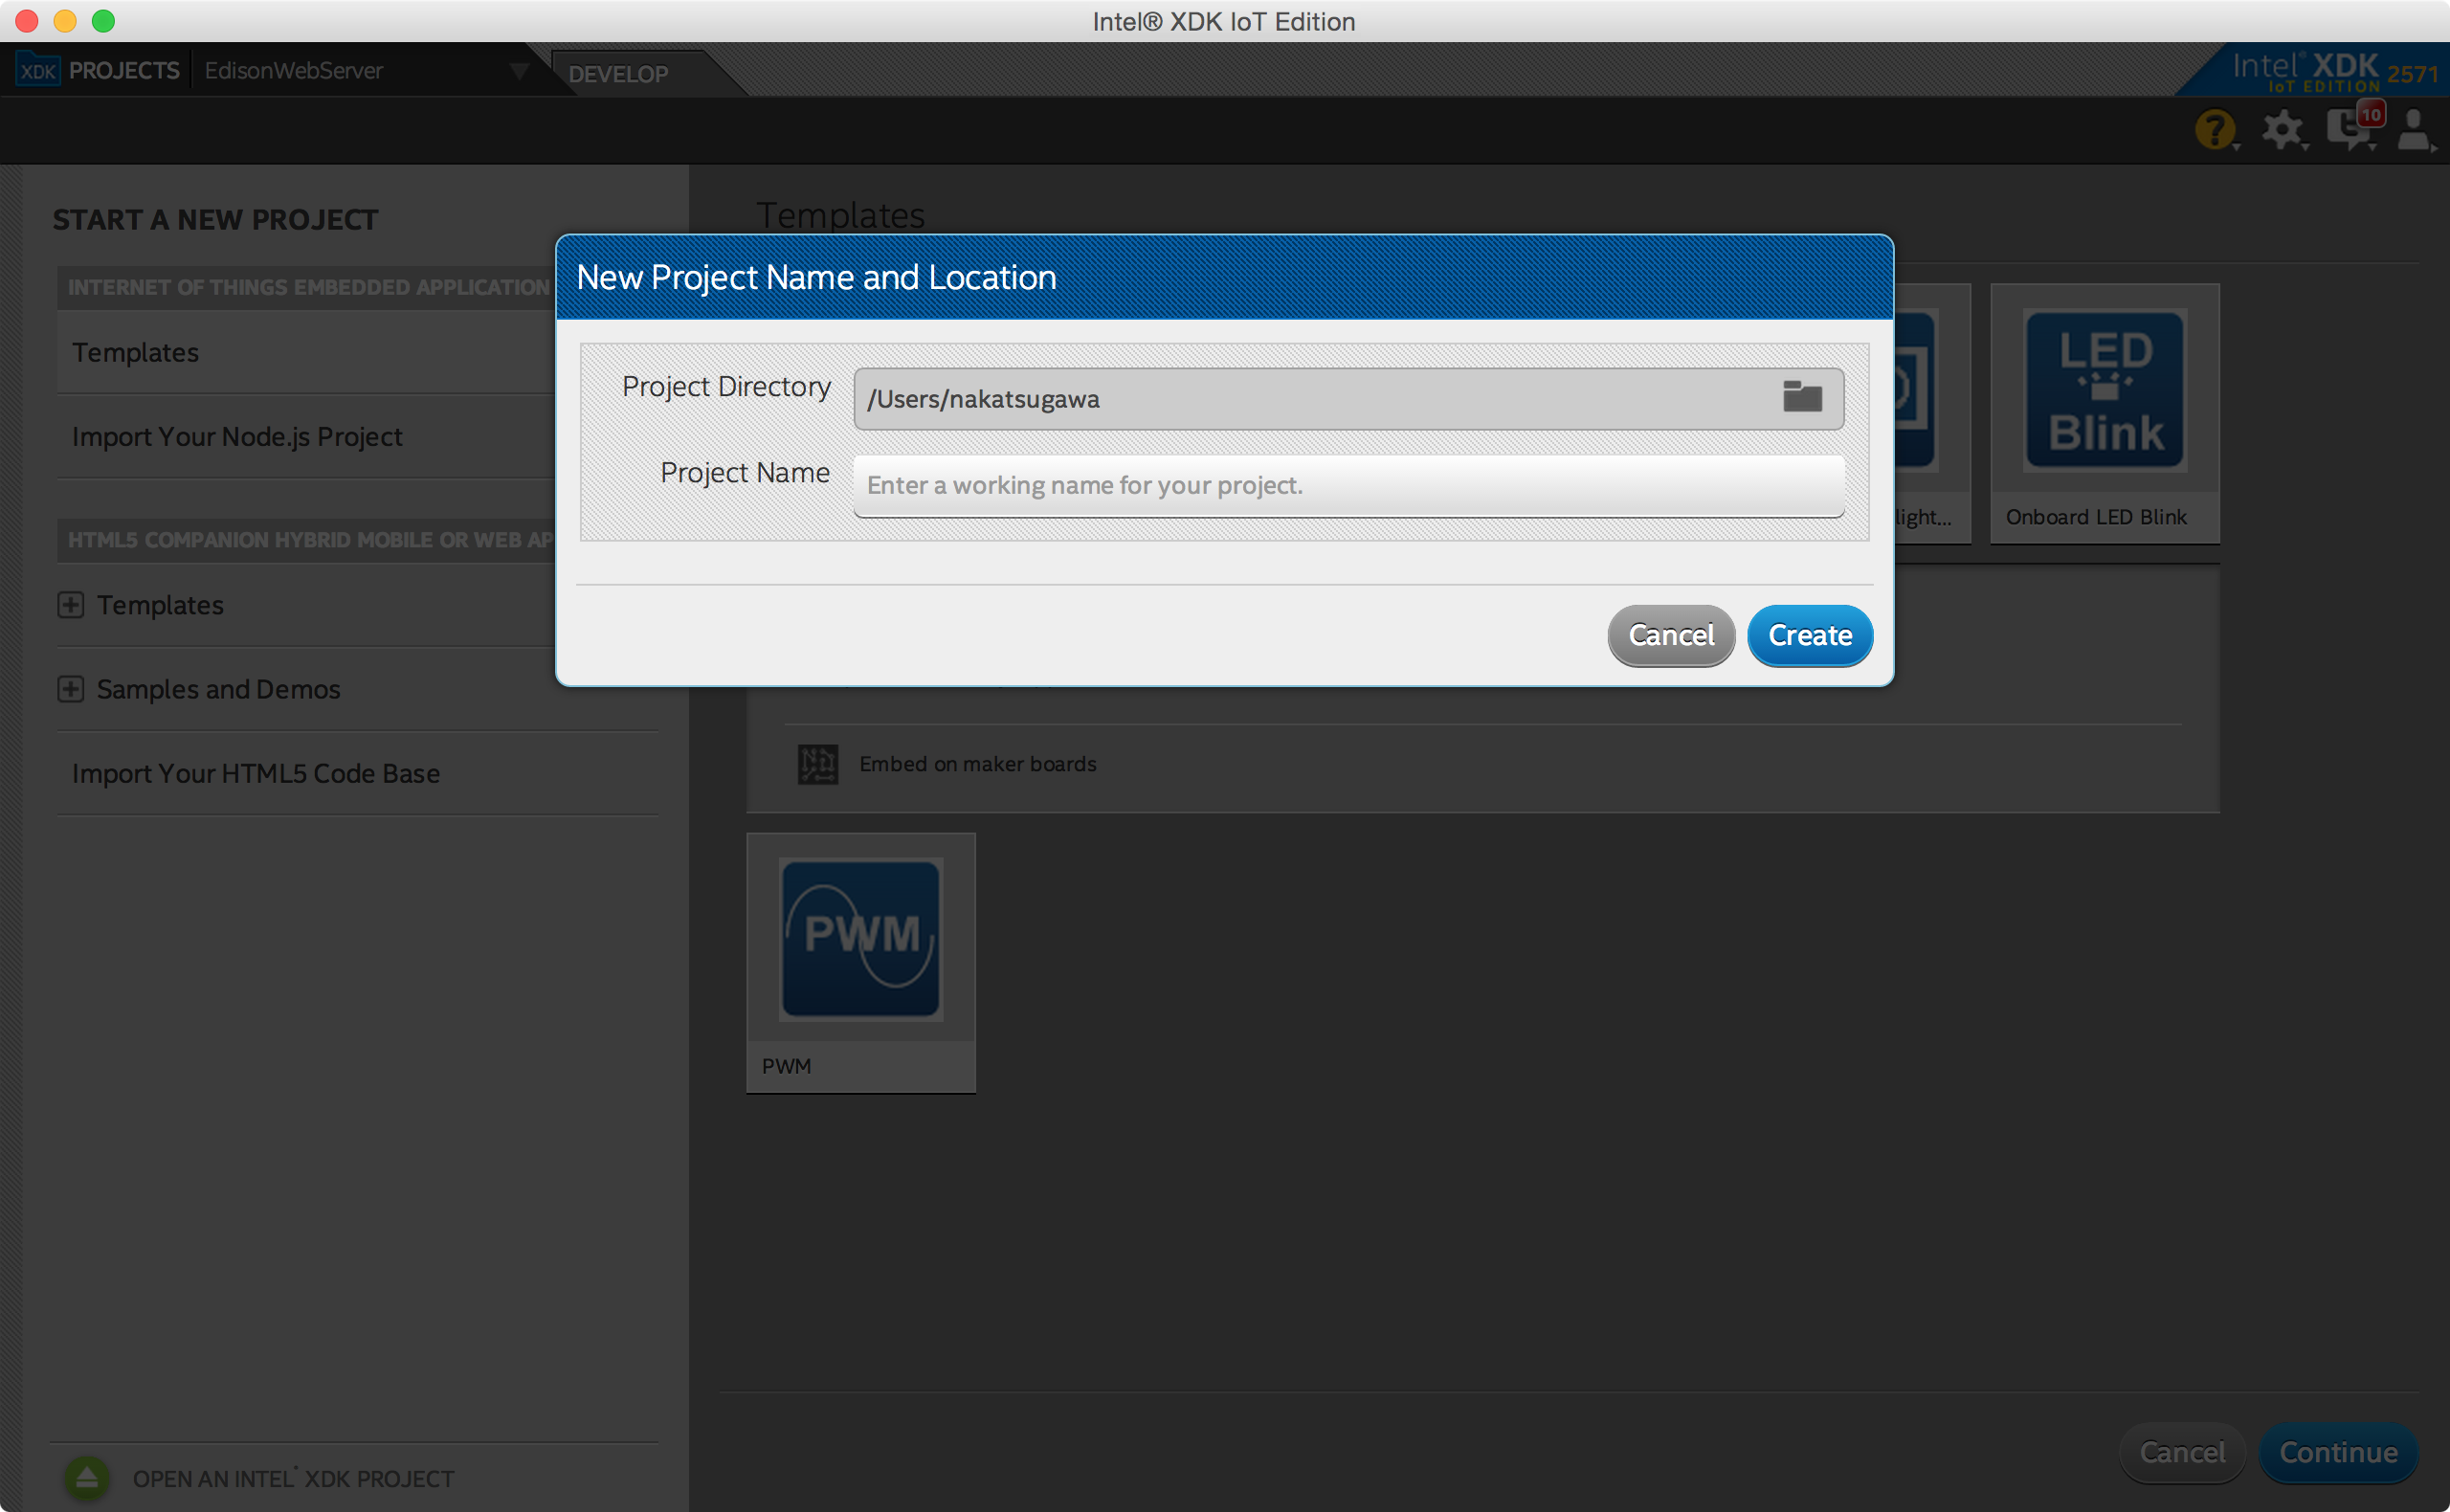 Intel® XDK IoT Edition
XDK PROJECTS EdisonWebServer DEVELOP
Intel® XDK 2571
IoT EDITION
? 10
START A NEW PROJECT
INTERNET OF THINGS EMBEDDED APPLICATION
Templates
Import Your Node.js Project
HTML5 COMPANION HYBRID MOBILE OR WEB AP
Templates
Samples and Demos
Import Your HTML5 Code Base
OPEN AN INTEL® XDK PROJECT
Templates
New Project Name and Location
Project Directory /Users/nakatsugawa
Project Name Enter a working name for your project.
Cancel Create
LED
Blink
light...
Onboard LED Blink
Embed on maker boards
PWM
PWM
Cancel Continue